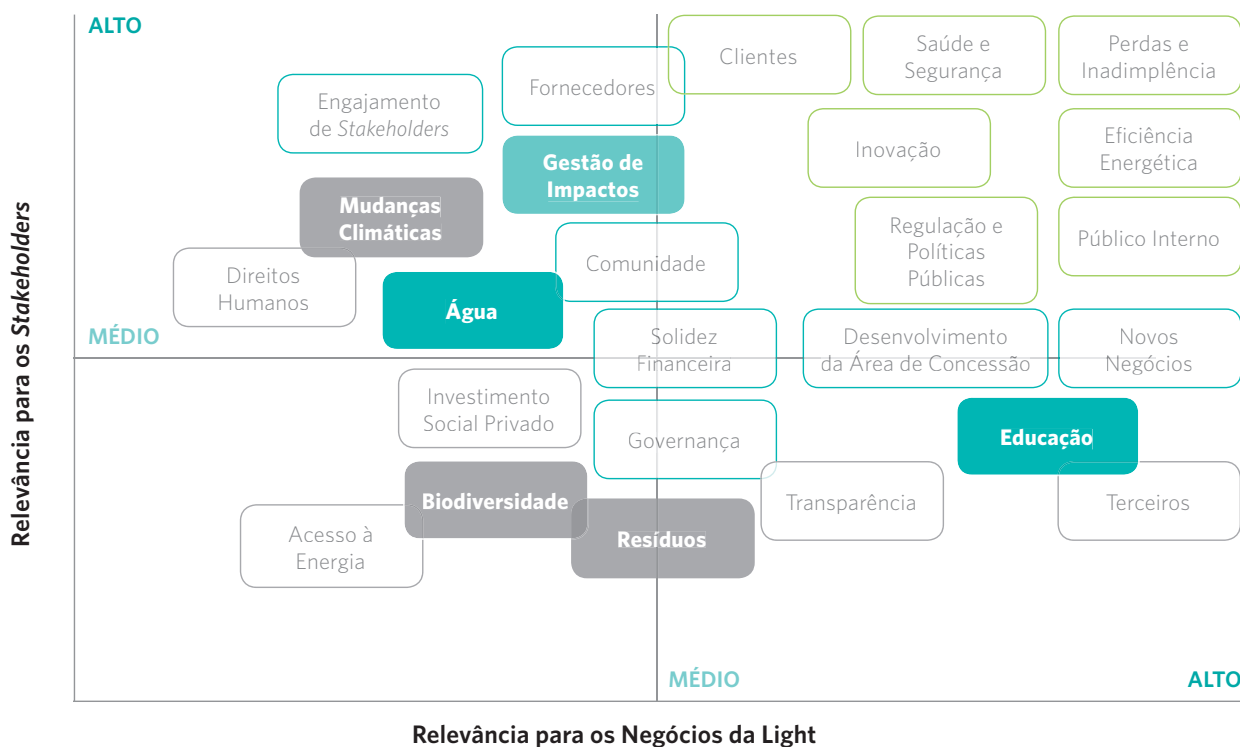 ALTO
Clientes
Saúde e
Segurança
Perdas e
Inadimplência
Fornecedores
Engajamento
de Stakeholders
Inovação
Eficiência
Energética
Gestão de
Impactos
Mudanças
Climáticas
Regulação e
Políticas
Públicas
Público Interno
Comunidade
Direitos
Humanos
Água
MÉDIO
Solidez
Financeira
Desenvolvimento
da Área de Concessão
Novos
Negócios
Investimento
Social Privado
Governança
Educação
Biodiversidade
Transparência
Terceiros
Acesso à
Energia
Resíduos
MÉDIO
ALTO
Relevância para os Stakeholders
Relevância para os Negócios da Light